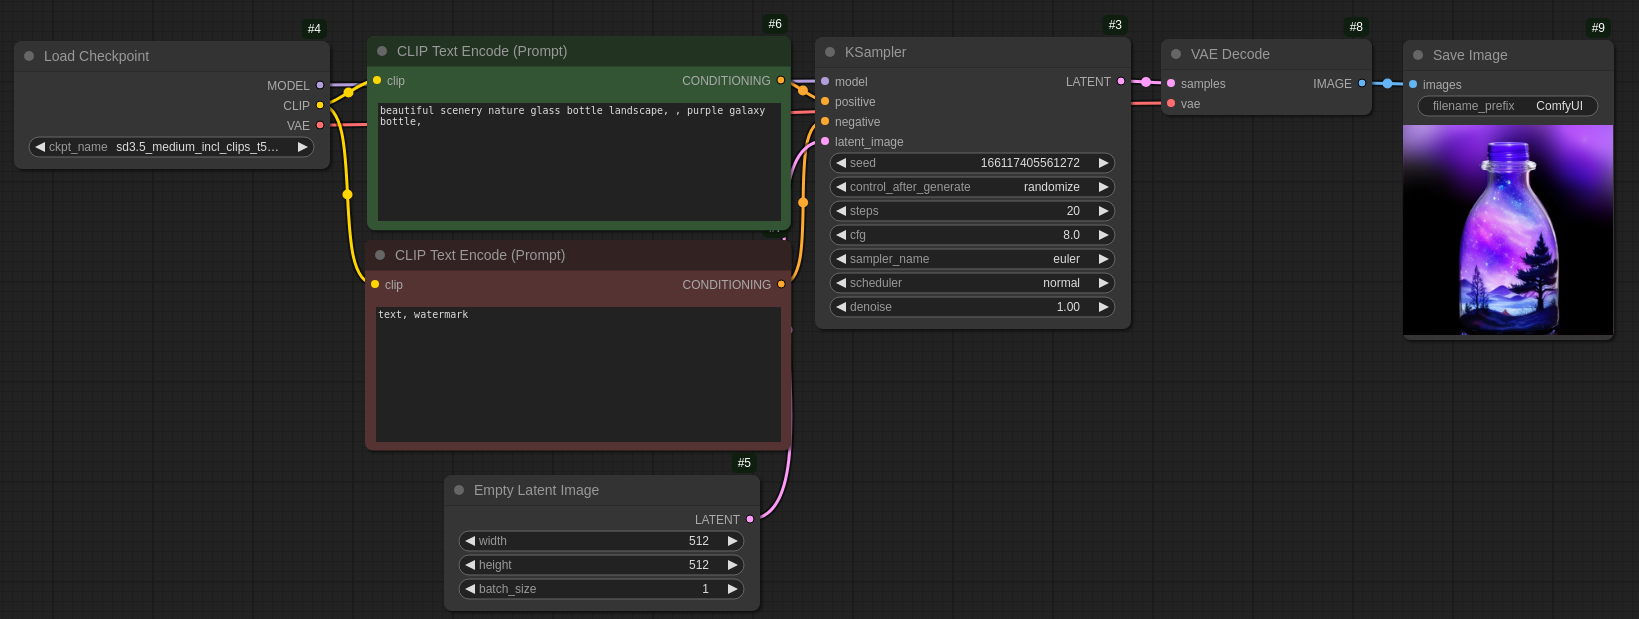 #4
Load Checkpoint
MODEL
CLIP
VAE
ckpt_name sd3.5_medium_incl_clips_t5…
#6
CLIP Text Encode (Prompt)
clip CONDITIONING
beautiful scenery nature glass bottle landscape, , purple galaxy
bottle,
CLIP Text Encode (Prompt)
clip CONDITIONING
text, watermark
#5
Empty Latent Image
LATENT
width 512
height 512
batch_size 1
#3
KSampler
model LATENT
positive
negative
latent_image
seed 166117405561272
control_after_generate randomize
steps 20
cfg 8.0
sampler_name euler
scheduler normal
denoise 1.00
#8
VAE Decode
samples IMAGE
vae
#9
Save Image
images
filename_prefix ComfyUI